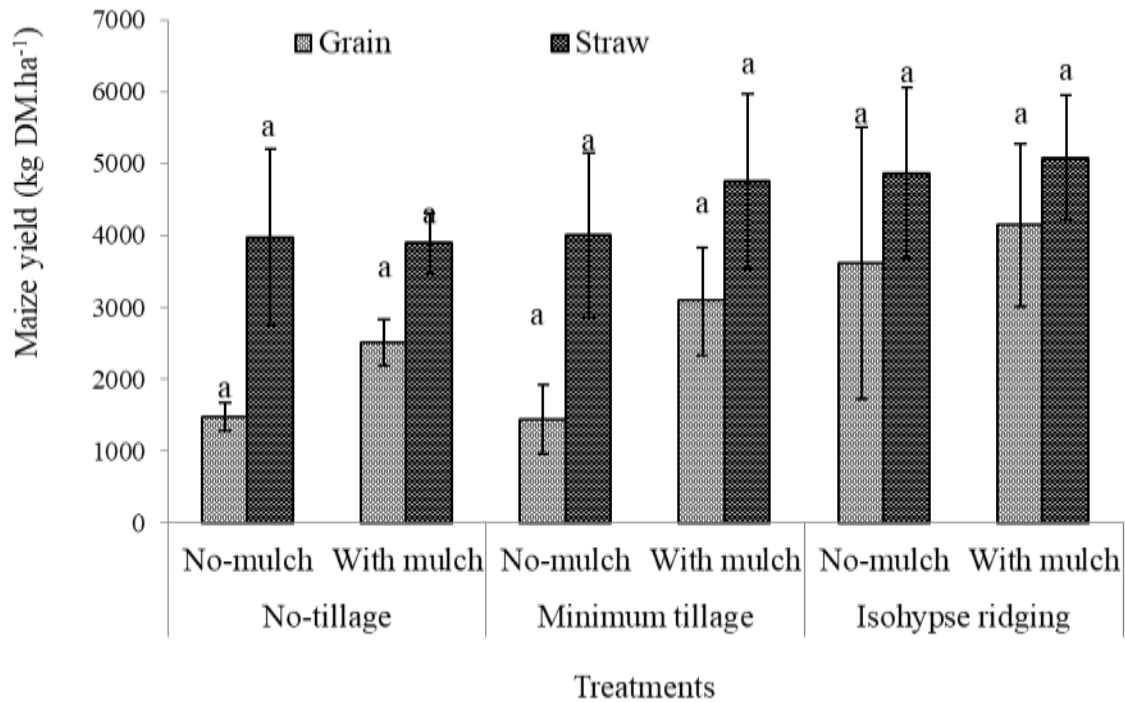 Maize yield (kg DM.ha⁻¹)
7000
6000
5000
4000
3000
2000
1000
0
Grain
Straw
a
a
a
a
a
a
a
a
a
a
a
a
No-mulch With mulch No-mulch With mulch No-mulch With mulch
No-tillage Minimum tillage Isohypse ridging
Treatments